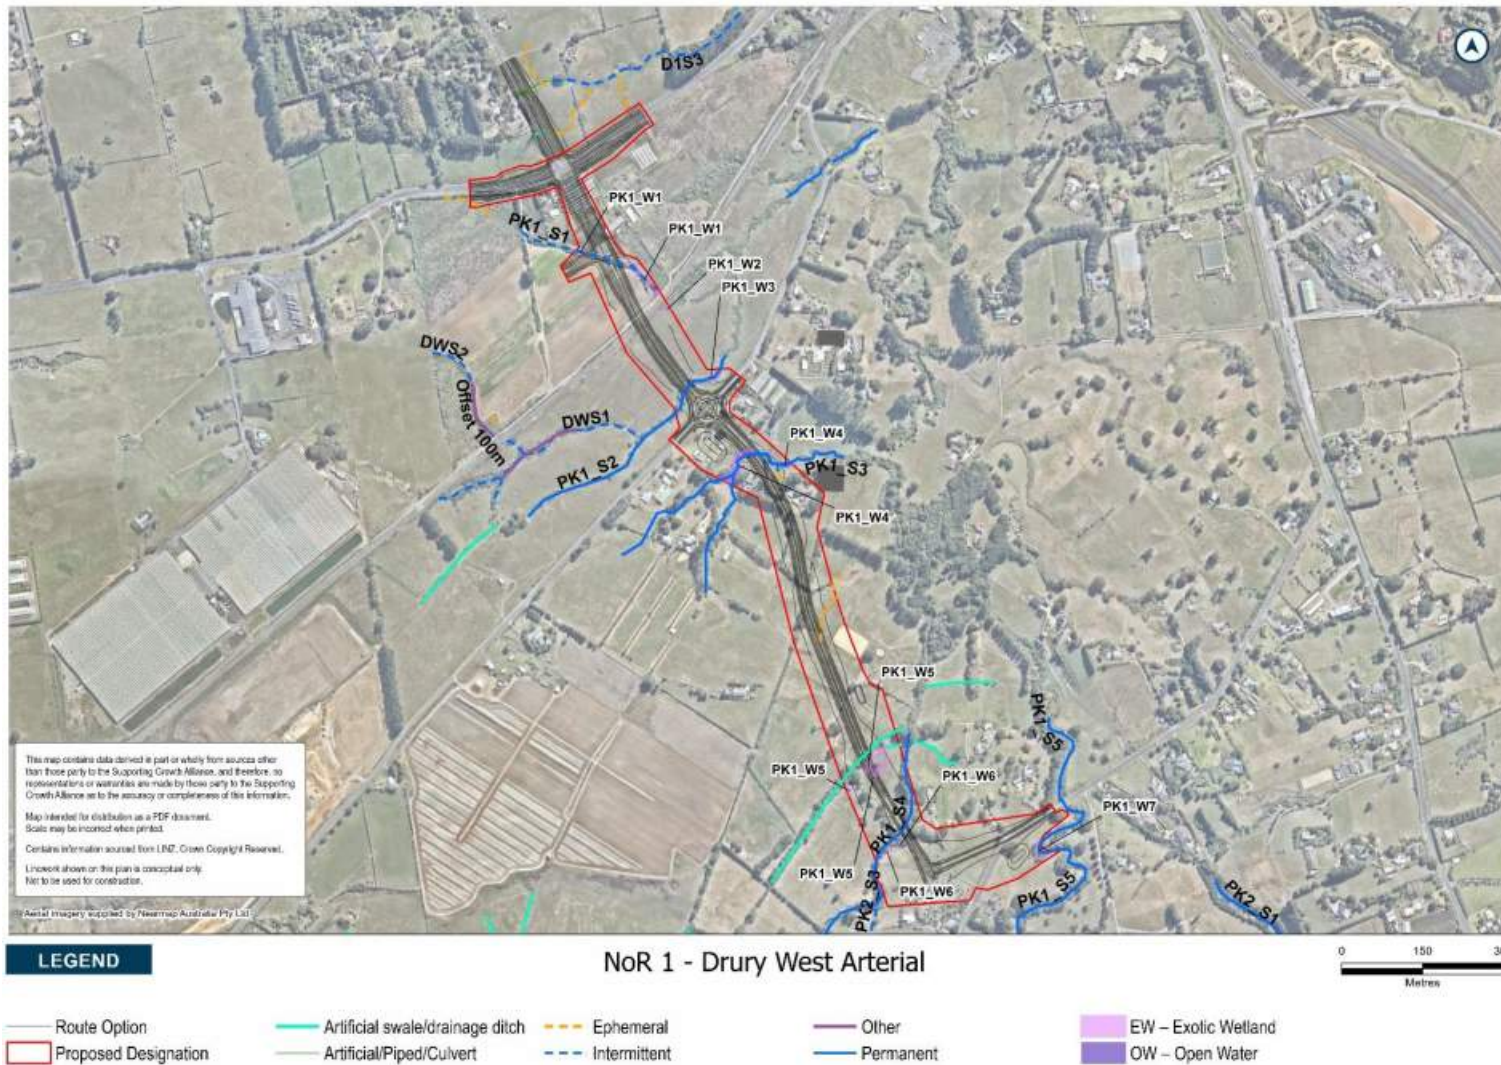 D1S3
PK1_W1
PK1_S1
PK1_W1
PK1_W2
PK1_W3
DWS2
Offset 100m
DWS1
PK1_S2
PK1_W4
PK1_S3
PK1_W4
PK1_W5
PK1_S5
PK1_W5
PK1_W6
PK1_S4
PK1_W7
PK1_W5
PK1_W6
PK2_S3
PK1_S5
PK2_S1
This map contains data derived in part or wholly from sources other
than those party to the Supporting Growth Alliance, and therefore, no
representations or warranties are made by those party to the Supporting
Growth Alliance as to the accuracy or completeness of this information.
Map intended for distribution as a PDF document.
Scale may be incorrect when printed.
Contains information sourced from LINZ. Crown Copyright Reserved.
Linework shown on this plan is conceptual only.
Not to be used for construction.
Aerial imagery supplied by Nearmap Australia Pty Ltd
LEGEND
NoR 1 - Drury West Arterial
0 150
Metres
Route Option
Artificial swale/drainage ditch
Ephemeral
Other
EW – Exotic Wetland
Proposed Designation
Artificial/Piped/Culvert
Intermittent
Permanent
OW – Open Water